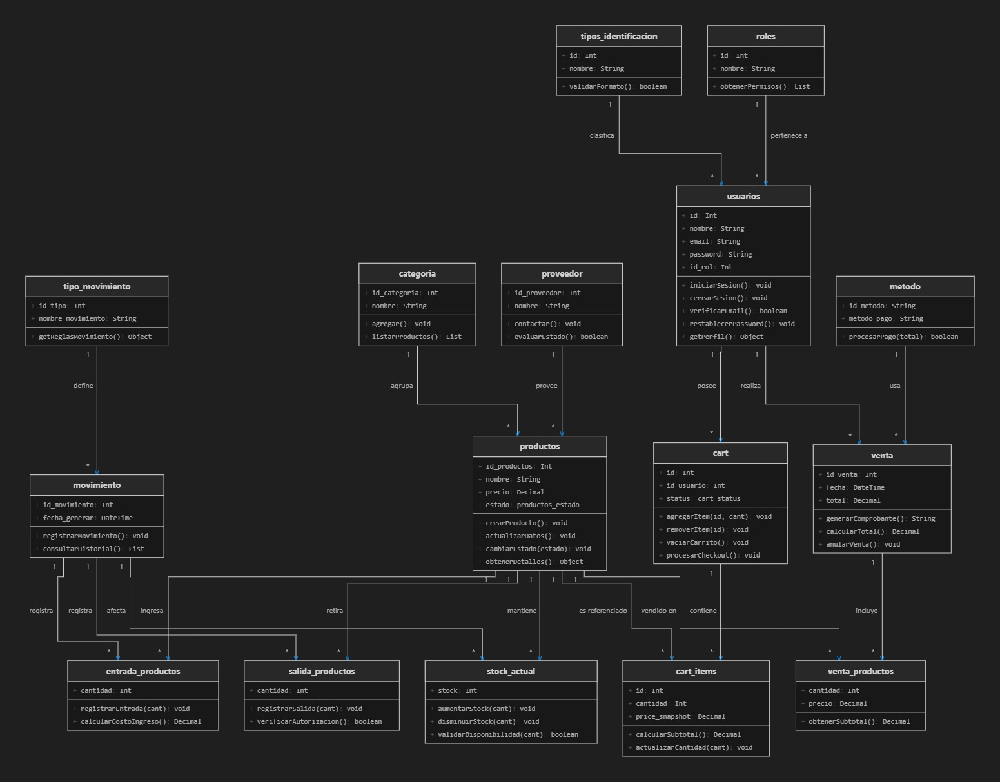 tipos_identificacion
+ id: Int
+ nombre: String
+ validarFormato(): boolean
roles
+ id: Int
+ nombre: String
+ obtenerPermisos(): List
1
1
clasifica
pertenece a
*
*
usuarios
+ id: Int
+ nombre: String
+ email: String
+ password: String
+ id_rol: Int
+ iniciarSesion(): void
+ cerrarSesion(): void
+ verificarEmail(): boolean
+ restablecerPassword(): void
+ getPerfil(): Object
tipo_movimiento
+ id_tipo: Int
+ nombre_movimiento: String
+ getReglasMovimiento(): Object
categoria
+ id_categoria: Int
+ nombre: String
+ agregar(): void
+ listarProductos(): List
proveedor
+ id_proveedor: Int
+ nombre: String
+ contactar(): void
+ evaluarEstado(): boolean
metodo
+ id_metodo: String
+ metodo_pago: String
+ procesarPago(total): boolean
1
1
1
1
1
1
define
agrupa
provee
posee
realiza
usa
*
*
*
*
*
*
movimiento
+ id_movimiento: Int
+ fecha_generar: DateTime
+ registrarMovimiento(): void
+ consultarHistorial(): List
productos
+ id_productos: Int
+ nombre: String
+ precio: Decimal
+ estado: productos_estado
+ crearProducto(): void
+ actualizarDatos(): void
+ cambiarEstado(estado): void
+ obtenerDetalles(): Object
cart
+ id: Int
+ id_usuario: Int
+ status: cart_status
+ agregarItem(id, cant): void
+ removerItem(id): void
+ vaciarCarrito(): void
+ procesarCheckout(): void
venta
+ id_venta: Int
+ fecha: DateTime
+ total: Decimal
+ generarComprobante(): String
+ calcularTotal(): Decimal
+ anularVenta(): void
1
1
1
1
1
1
1
1
1
1
registra
registra
afecta
ingresa
retira
mantiene
es referenciado
vendido en
contiene
incluye
*
*
*
*
*
*
*
*
*
*
entrada_productos
+ cantidad: Int
+ registrarEntrada(cant): void
+ calcularCostoIngreso(): Decimal
salida_productos
+ cantidad: Int
+ registrarSalida(cant): void
+ verificarAutorizacion(): boolean
stock_actual
+ stock: Int
+ aumentarStock(cant): void
+ disminuirStock(cant): void
+ validarDisponibilidad(cant): boolean
cart_items
+ id: Int
+ cantidad: Int
+ price_snapshot: Decimal
+ calcularSubtotal(): Decimal
+ actualizarCantidad(cant): void
venta_productos
+ cantidad: Int
+ precio: Decimal
+ obtenerSubtotal(): Decimal